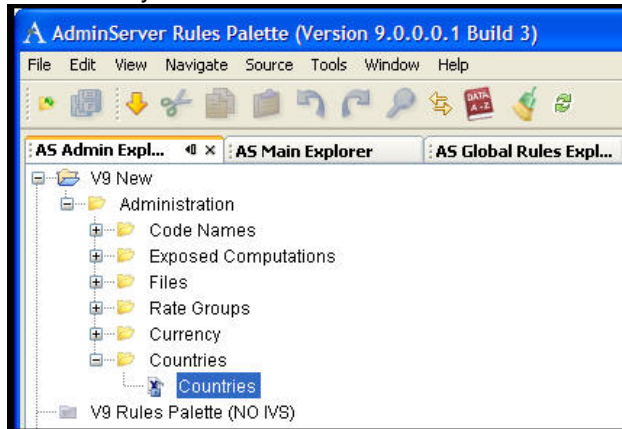 AdminServer Rules Palette (Version 9.0.0.0.1 Build 3)
File Edit View Navigate Source Tools Window Help
DATA
A-Z
AS Admin Expl... AS Main Explorer AS Global Rules Expl...
V9 New
Administration
Code Names
Exposed Computations
Files
Rate Groups
Currency
Countries
Countries
V9 Rules Palette (NO IVS)